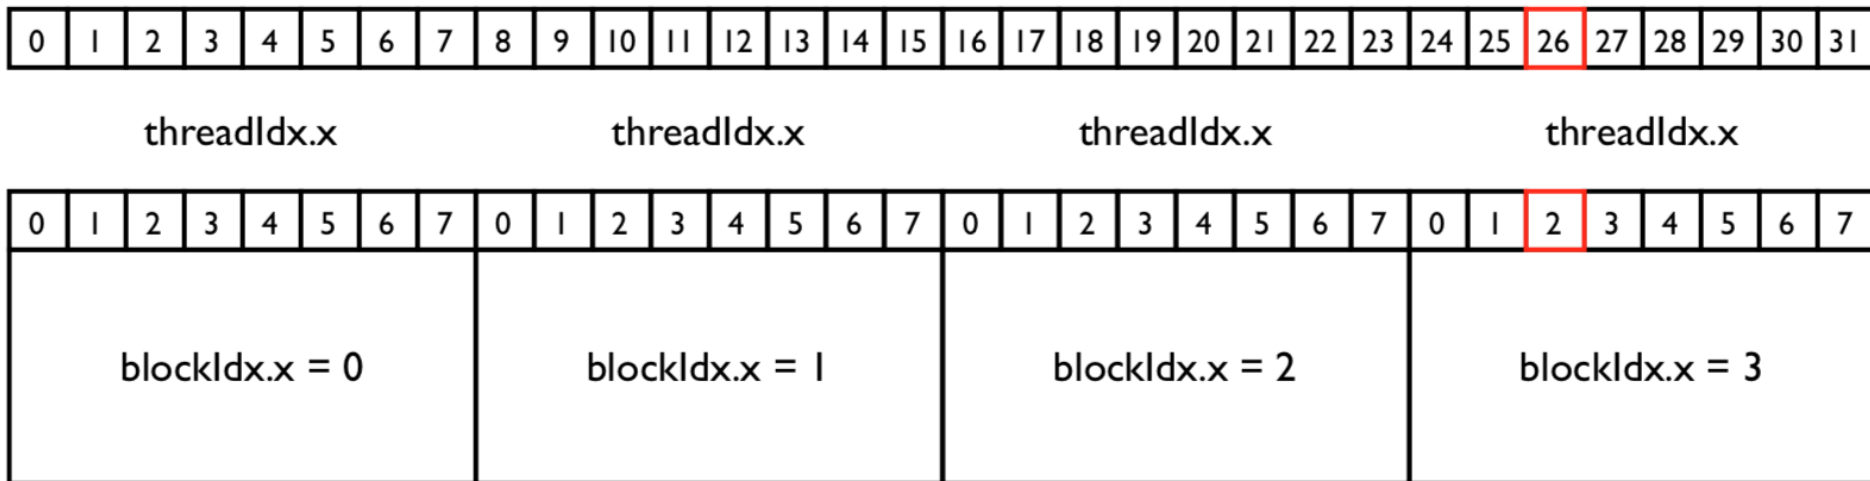 0 1 2 3 4 5 6 7 8 9 10 11 12 13 14 15 16 17 18 19 20 21 22 23 24 25 26 27 28 29 30 31
threadIdx.x threadIdx.x threadIdx.x threadIdx.x
0 1 2 3 4 5 6 7 0 1 2 3 4 5 6 7 0 1 2 3 4 5 6 7 0 1 2 3 4 5 6 7
blockIdx.x = 0 blockIdx.x = 1 blockIdx.x = 2 blockIdx.x = 3